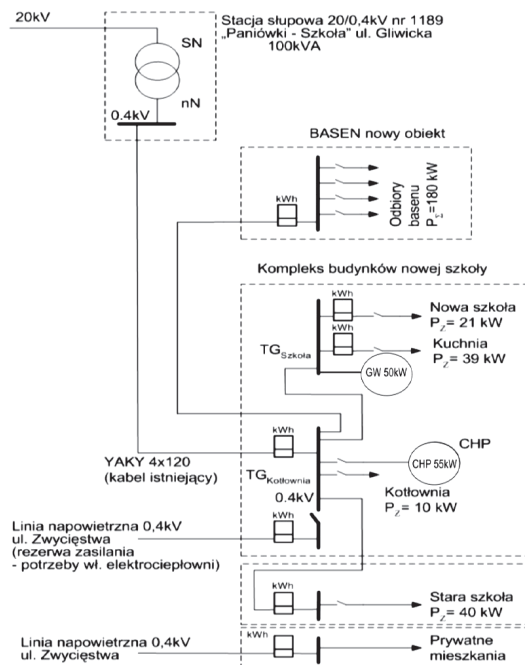 20kV
Stacja słupowa 20/0,4kV nr 1189
„Paniówki - Szkoła" ul. Gliwicka
100kVA
SN
nN
0.4kV
BASEN nowy obiekt
kWh
Odbiory
basenu
Pz=180 kW
Kompleks budynków nowej szkoły
kWh
Nowa szkoła
Pz= 21 kW
kWh
Kuchnia
Pz= 39 kW
TGSzkoła
GW 50kW
kWh
CHP
CHP 55kW
YAKY 4x120
(kabel istniejący)
TGKotłownia
0.4kV
Kotłownia
Pz= 10 kW
kWh
Linia napowietrzna 0,4kV
ul. Zwycięstwa
(rezerwa zasilania
- potrzeby wł. elektrociepłowni)
kWh
Stara szkoła
Pz= 40 kW
kWh
Linia napowietrzna 0,4kV
ul. Zwycięstwa
Prywatne
mieszkania